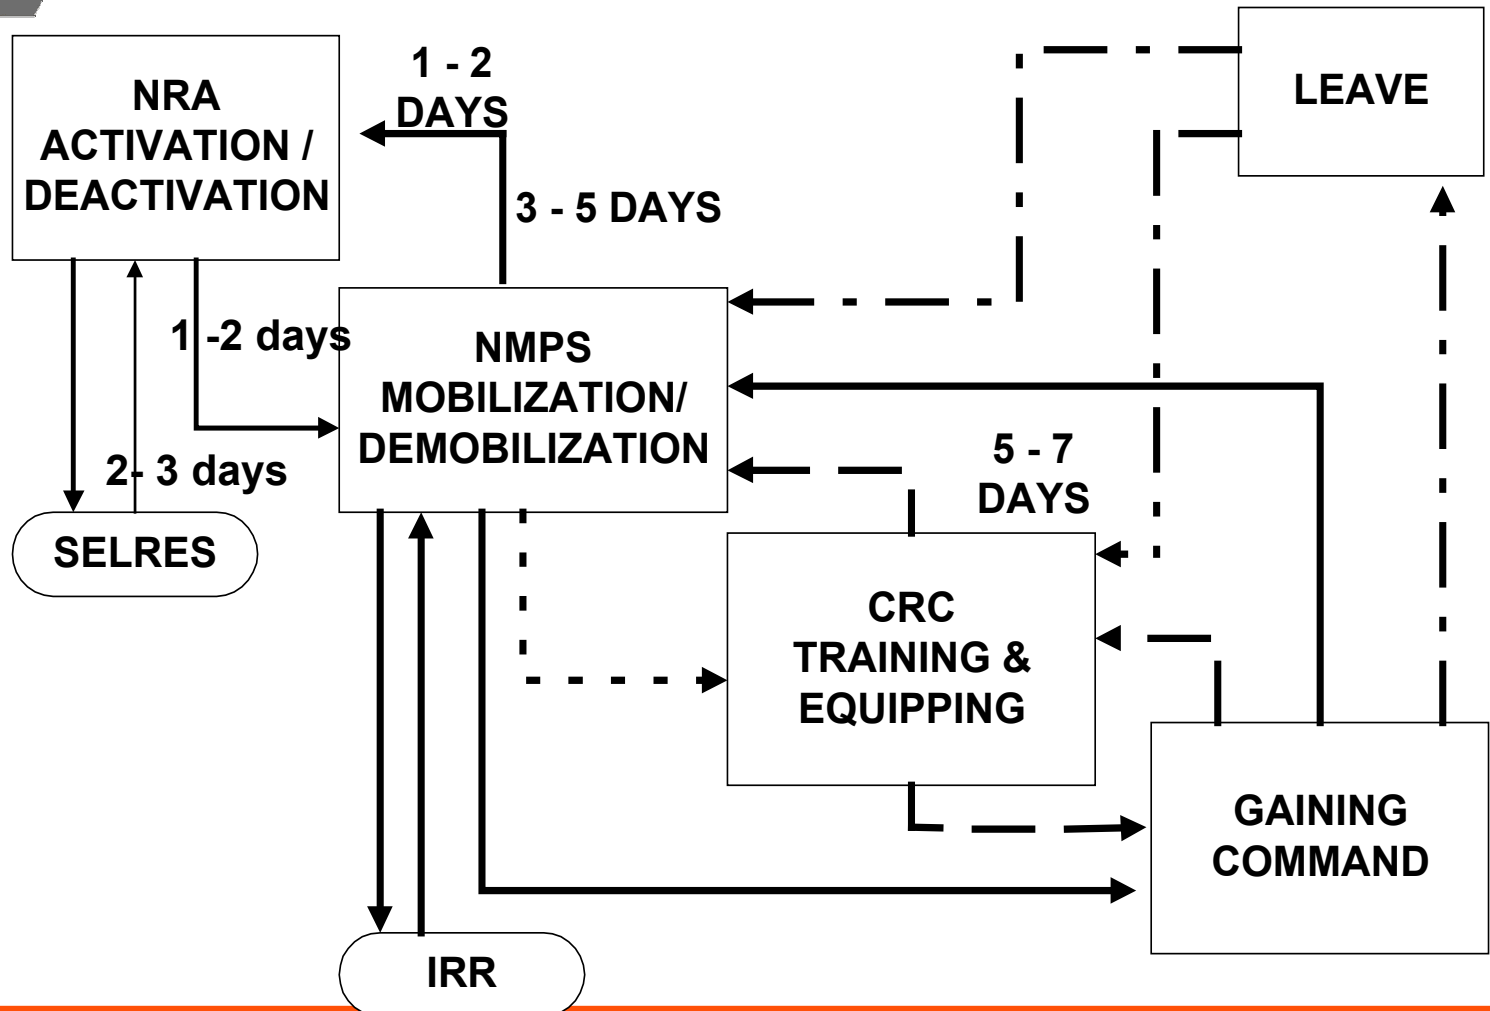 NRA
ACTIVATION /
DEACTIVATION
1 - 2
DAYS
LEAVE
3 - 5 DAYS
1 -2 days
NMPS
MOBILIZATION/
DEMOBILIZATION
2- 3 days
SELRES
5 - 7
DAYS
CRC
TRAINING &
EQUIPPING
GAINING
COMMAND
IRR